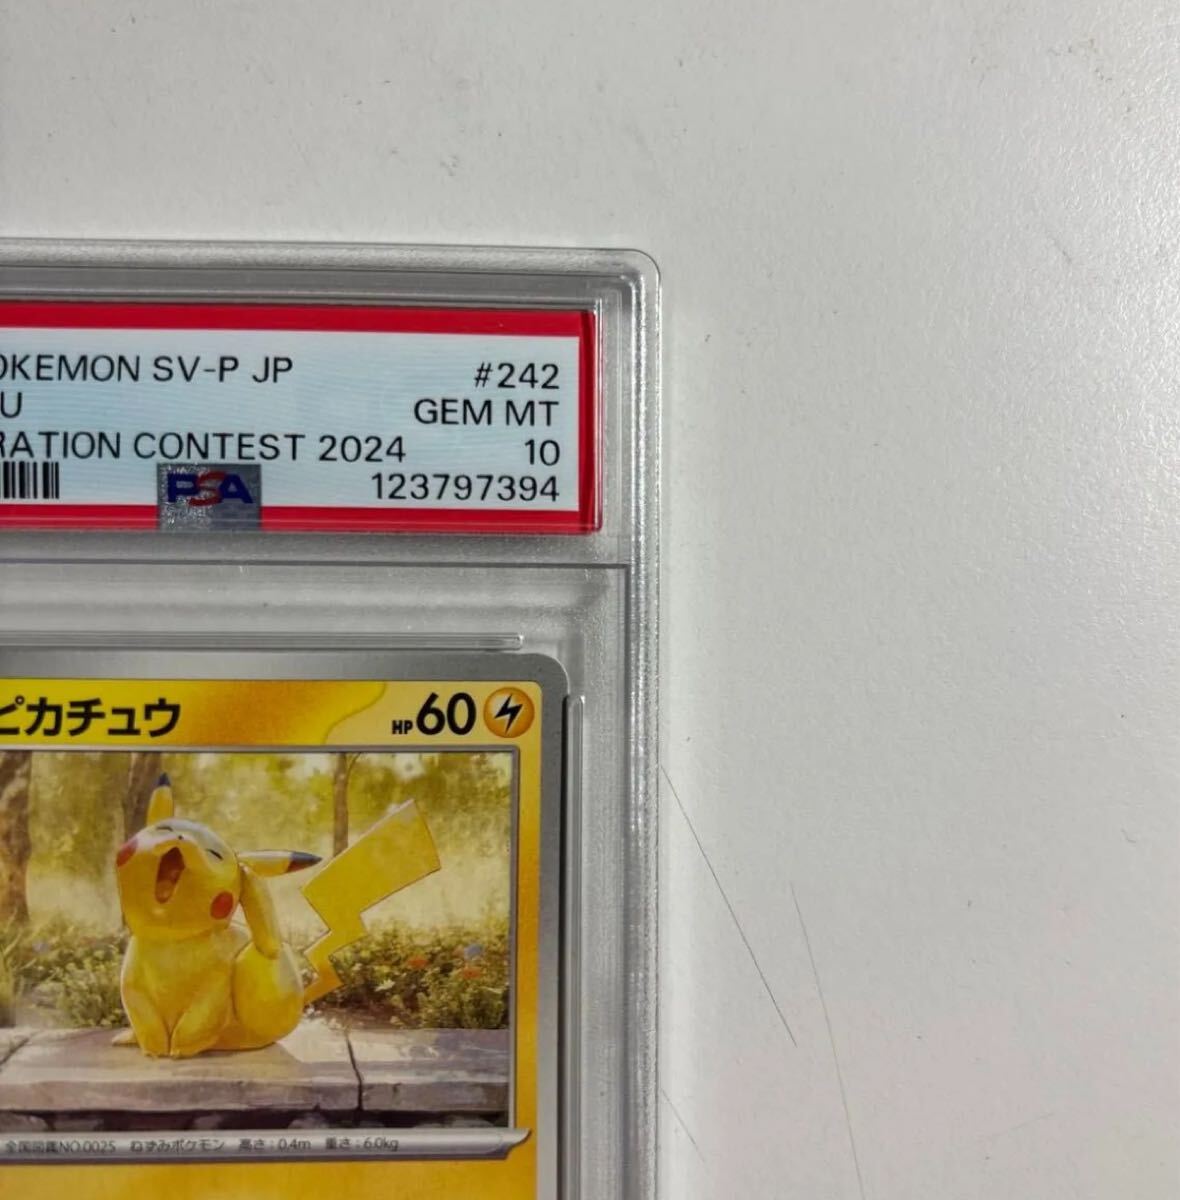 OKEMON SV-P JP #242
U GEM MT
RATION CONTEST 2024 10
PSA 123797394
ピカチュウ HP60
全国図鑑NO.0025 ねずみポケモン 高さ:0.4m 重さ:6.0kg